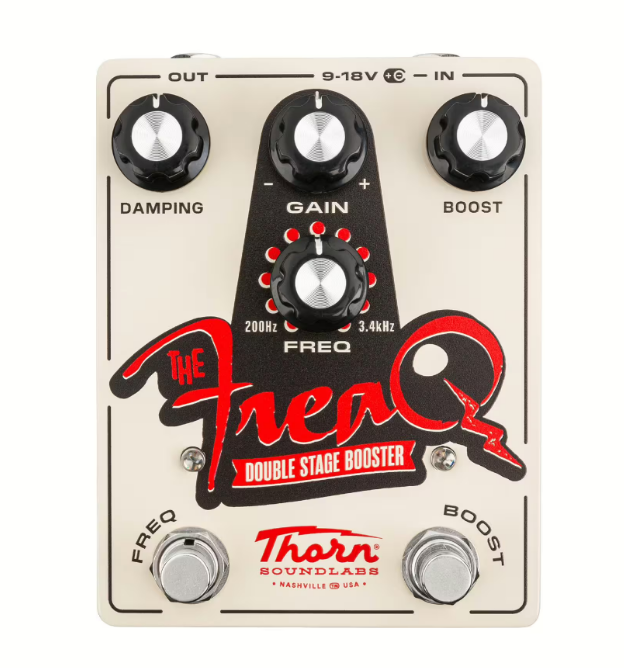 OUT 9-18V IN
DAMPING
- +
GAIN
BOOST
200Hz 3.4kHz
FREQ
THE
FreaQ
DOUBLE STAGE BOOSTER
FREQ
BOOST
Thorn®
SOUNDLABS
• NASHVILLE USA •